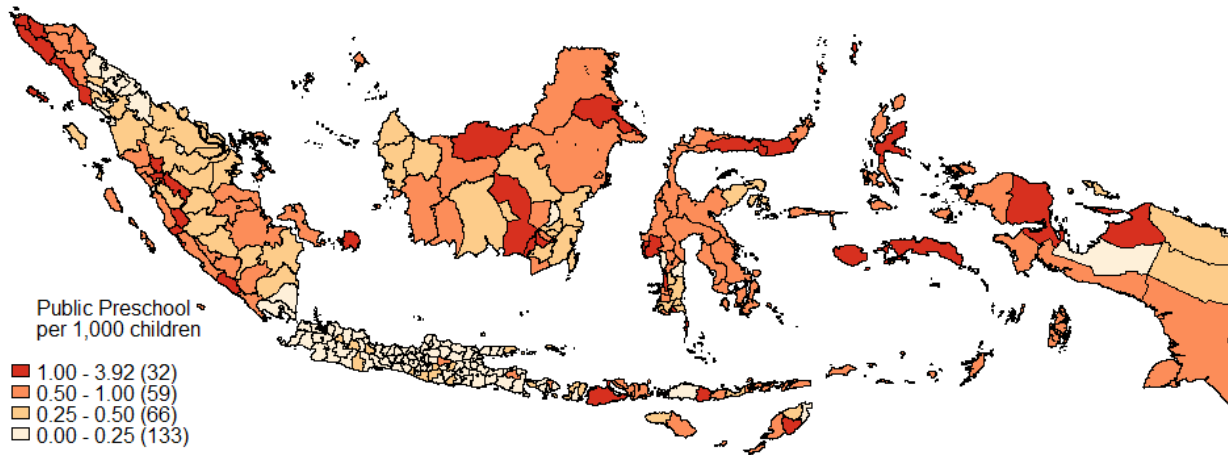 Public Preschool
per 1,000 children
1.00 - 3.92 (32)
0.50 - 1.00 (59)
0.25 - 0.50 (66)
0.00 - 0.25 (133)